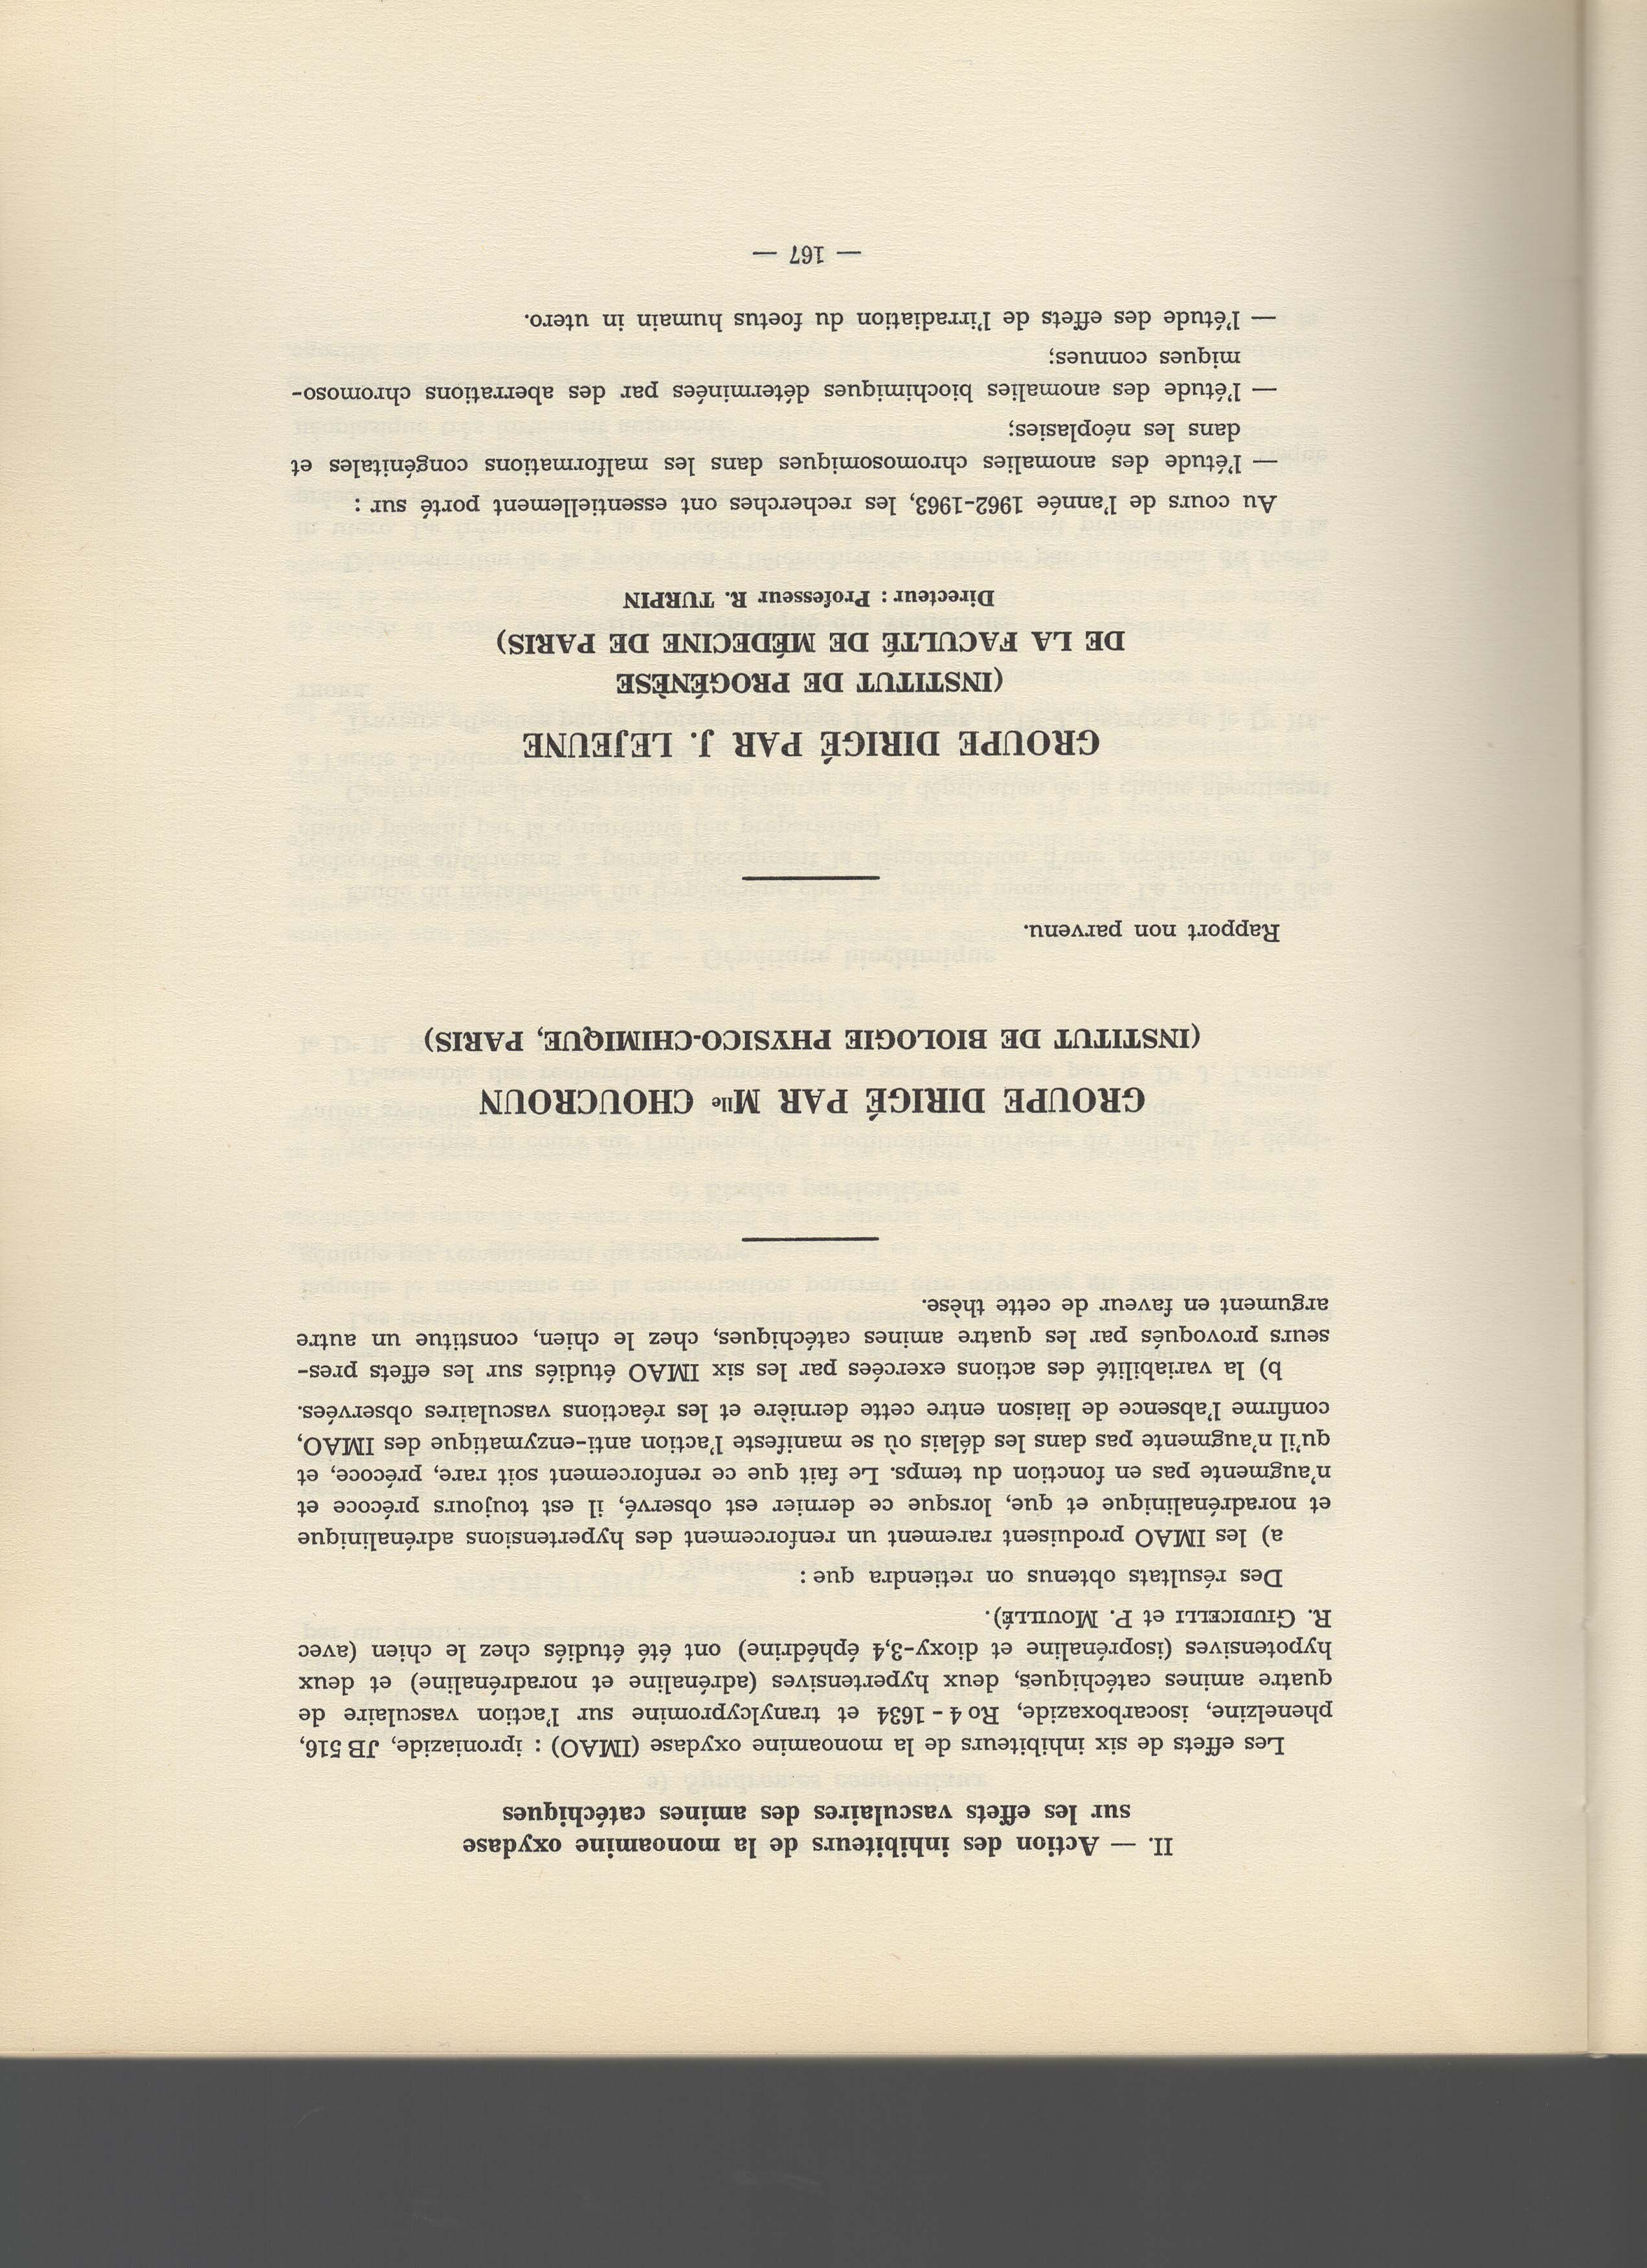 II. — Action des inhibiteurs de la monoamine oxydase
sur les effets vasculaires des amines catéchiques
Les effets de six inhibiteurs de la monoamine oxydase (IMAO) : iproniazide, JB 516,
phenelzine, isocarboxazide, Ro 4 - 1634 et tranylcypromine sur l'action vasculaire de
quatre amines catéchiques, deux hypertensives (adrénaline et noradrénaline) et deux
hypotensives (isoprénaline et dioxy-3,4 éphédrine) ont été étudiés chez le chien (avec
R. GIUDICELLI et P. MOUILLÉ).
Des résultats obtenus on retiendra que :
a) les IMAO produisent rarement un renforcement des hypertensions adrénalinique
et noradrénalinique et que, lorsque ce dernier est observé, il est toujours précoce et
n'augmente pas en fonction du temps. Le fait que ce renforcement soit rare, précoce, et
qu'il n'augmente pas dans les délais où se manifeste l'action anti-enzymatique des IMAO,
confirme l'absence de liaison entre cette dernière et les réactions vasculaires observées.
b) la variabilité des actions exercées par les six IMAO étudiés sur les effets pres-
seurs provoqués par les quatre amines catéchiques, chez le chien, constitue un autre
argument en faveur de cette thèse.
GROUPE DIRIGÉ PAR Mlle CHOUCROUN
(INSTITUT DE BIOLOGIE PHYSICO-CHIMIQUE, PARIS)
Rapport non parvenu.
GROUPE DIRIGÉ PAR J. LEJEUNE
(INSTITUT DE PROGÉNÈSE
DE LA FACULTÉ DE MÉDECINE DE PARIS)
Directeur : Professeur R. TURPIN
Au cours de l'année 1962-1963, les recherches ont essentiellement porté sur :
— l'étude des anomalies chromosomiques dans les malformations congénitales et
dans les néoplasies;
— l'étude des anomalies biochimiques déterminées par des aberrations chromoso-
miques connues;
— l'étude des effets de l'irradiation du foetus humain in utero.
— 167 —